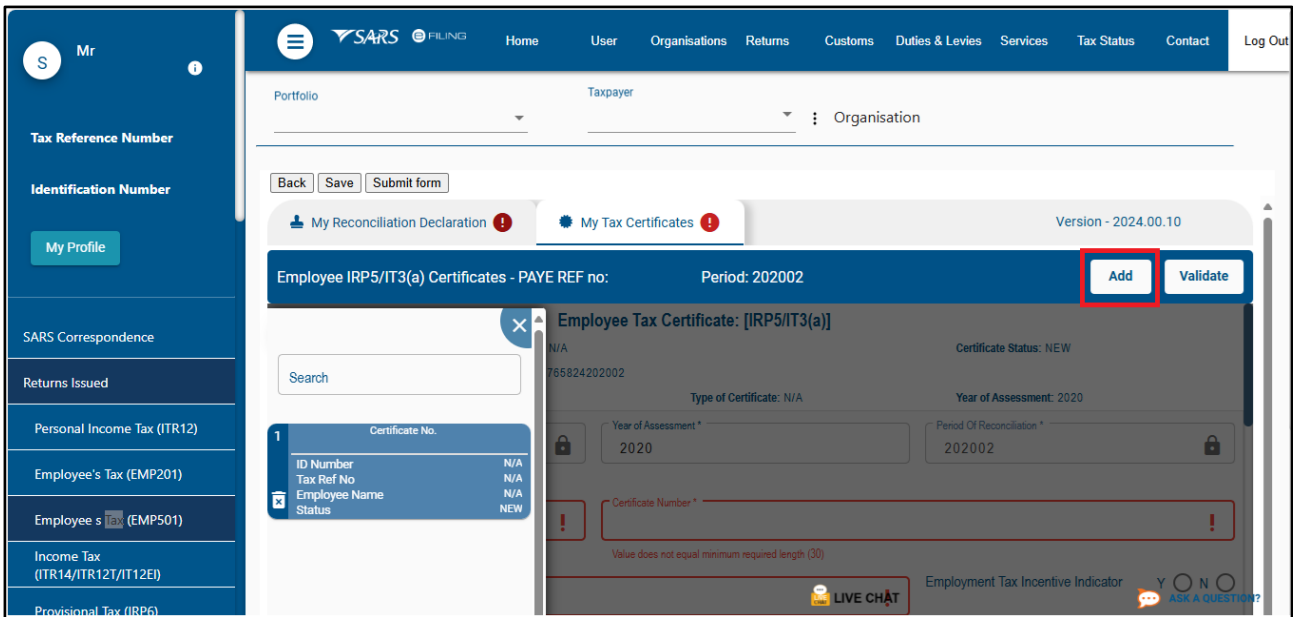 S
Mr
Tax Reference Number
Identification Number
My Profile
SARS Correspondence
Returns Issued
Personal Income Tax (ITR12)
Employee's Tax (EMP201)
Employee s Tax (EMP501)
Income Tax
(ITR14/ITR12T/IT12EI)
Provisional Tax (IRP6)
SARS e FILING
Home User Organisations Returns Customs Duties & Levies Services Tax Status Contact Log Out
Portfolio
Taxpayer
Organisation
Back Save Submit form
My Reconciliation Declaration ! My Tax Certificates ! Version - 2024.00.10
Employee IRP5/IT3(a) Certificates - PAYE REF no: Period: 202002 Add Validate
Search
1 Certificate No.
ID Number N/A
Tax Ref No N/A
Employee Name N/A
Status NEW
Employee Tax Certificate: [IRP5/IT3(a)]
N/A Certificate Status: NEW
765824202002
Type of Certificate: N/A Year of Assessment: 2020
Year of Assessment * Period Of Reconciliation *
2020 202002
Certificate Number *
Value does not equal minimum required length (30)
Employment Tax Incentive Indicator Y N
LIVE CHAT
ASK A QUESTION?